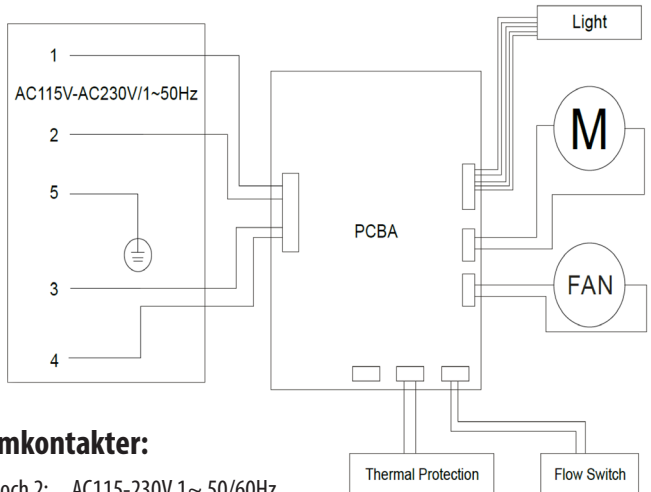 Light
1
AC115V-AC230V/1~50Hz
M
2
5
PCBA
FAN
3
4
mkontakter:
Thermal Protection
Flow Switch
och 2: AC115-230V 1~ 50/60Hz